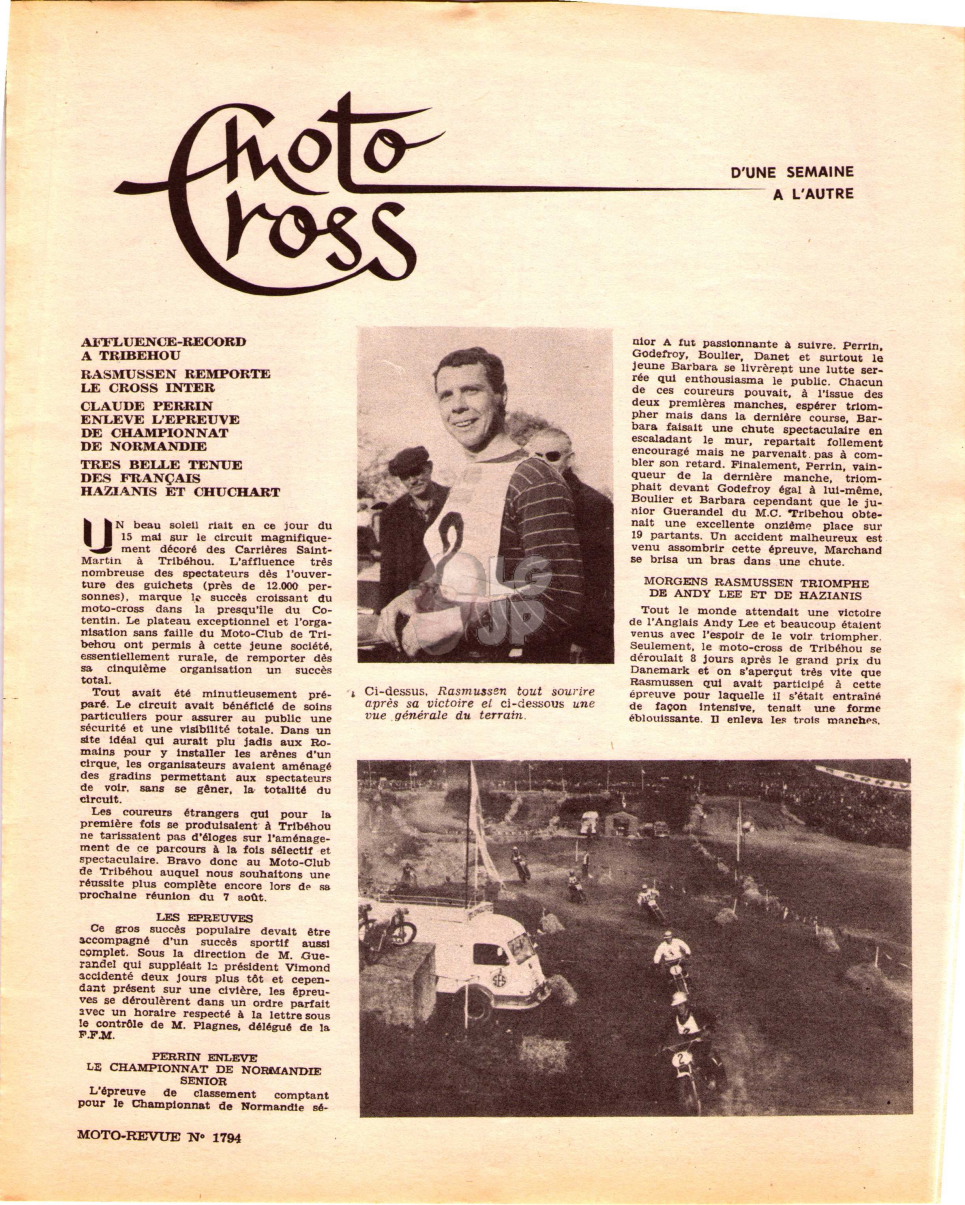 Moto
Cross
D'UNE SEMAINE
A L'AUTRE
AFFLUENCE-RECORD
A TRIBEHOU
RASMUSSEN REMPORTE
LE CROSS INTER
CLAUDE PERRIN
ENLEVE L'EPREUVE
DE CHAMPIONNAT
DE NORMANDIE
TRES BELLE TENUE
DES FRANÇAIS
HAZIANIS ET CHUCHART
UN beau soleil riait en ce jour du
15 mai sur le circuit magnifique-
ment décoré des Carrières Saint-
Martin à Tribéhou. L'affluence très
nombreuse des spectateurs dès l'ouver-
ture des guichets (près de 12.000 per-
sonnes), marque le succès croissant du
moto-cross dans la presqu'ile du Co-
tentin. Le plateau exceptionnel et l'orga-
nisation sans faille du Moto-Club de Tri-
behou ont permis à cette jeune société,
essentiellement rurale, de remporter dès
sa cinquième organisation un succès
total.
Tout avait été minutieusement pré-
paré. Le circuit avait bénéficié de soins
particuliers pour assurer au public une
sécurité et une visibilité totale. Dans un
site idéal qui aurait plu jadis aux Ro-
mains pour y installer les arènes d'un
cirque, les organisateurs avaient aménagé
des gradins permettant aux spectateurs
de voir, sans se gêner, la totalité du
circuit.
Les coureurs étrangers qui pour la
première fois se produisaient à Tribéhou
ne tarissaient pas d'éloges sur l'aménage-
ment de ce parcours à la fois sélectif et
spectaculaire. Bravo donc au Moto-Club
de Tribéhou auquel nous souhaitons une
réussite plus complète encore lors de sa
prochaine réunion du 7 août.
LES EPREUVES
Ce gros succès populaire devait être
accompagné d'un succès sportif aussi
complet. Sous la direction de M. Gue-
randel qui suppléait le président Vimond
accidenté deux jours plus tôt et cepen-
dant présent sur une civière, les épreu-
ves se déroulèrent dans un ordre parfait
avec un horaire respecté à la lettre sous
le contrôle de M. Plagnes, délégué de la
F.F.M.
PERRIN ENLEVE
LE CHAMPIONNAT DE NORMANDIE
SENIOR
L'épreuve de classement comptant
pour le Championnat de Normandie sé-
Ci-dessus, Rasmussen tout sourire
après sa victoire et ci-dessous une
vue générale du terrain.
nior A fut passionnante à suivre. Perrin,
Godefroy, Boulier, Danet et surtout le
jeune Barbara se livrèrent une lutte ser-
rée qui enthousiasma le public. Chacun
de ces coureurs pouvait, à l'issue des
deux premières manches, espérer triom-
pher mais dans la dernière course, Bar-
bara faisait une chute spectaculaire en
escaladant le mur, repartait follement
encouragé mais ne parvenait pas à com-
bler son retard. Finalement, Perrin, vain-
queur de la dernière manche, triom-
phait devant Godefroy égal à lui-même,
Boulier et Barbara cependant que le ju-
nior Guerandel du M.C. Tribehou obte-
nait une excellente onzième place sur
19 partants. Un accident malheureux est
venu assombrir cette épreuve, Marchand
se brisa un bras dans une chute.
MORGENS RASMUSSEN TRIOMPHE
DE ANDY LEE ET DE HAZIANIS
Tout le monde attendait une victoire
de l'Anglais Andy Lee et beaucoup étaient
venus avec l'espoir de le voir triompher.
Seulement, le moto-cross de Tribéhou se
déroulait 8 jours après le grand prix du
Danemark et on s'aperçut très vite que
Rasmussen qui avait participé à cette
épreuve pour laquelle il s'était entraîné
de façon intensive, tenait une forme
éblouissante. Il enleva les trois manches,
2
2
MOTO-REVUE N° 1794